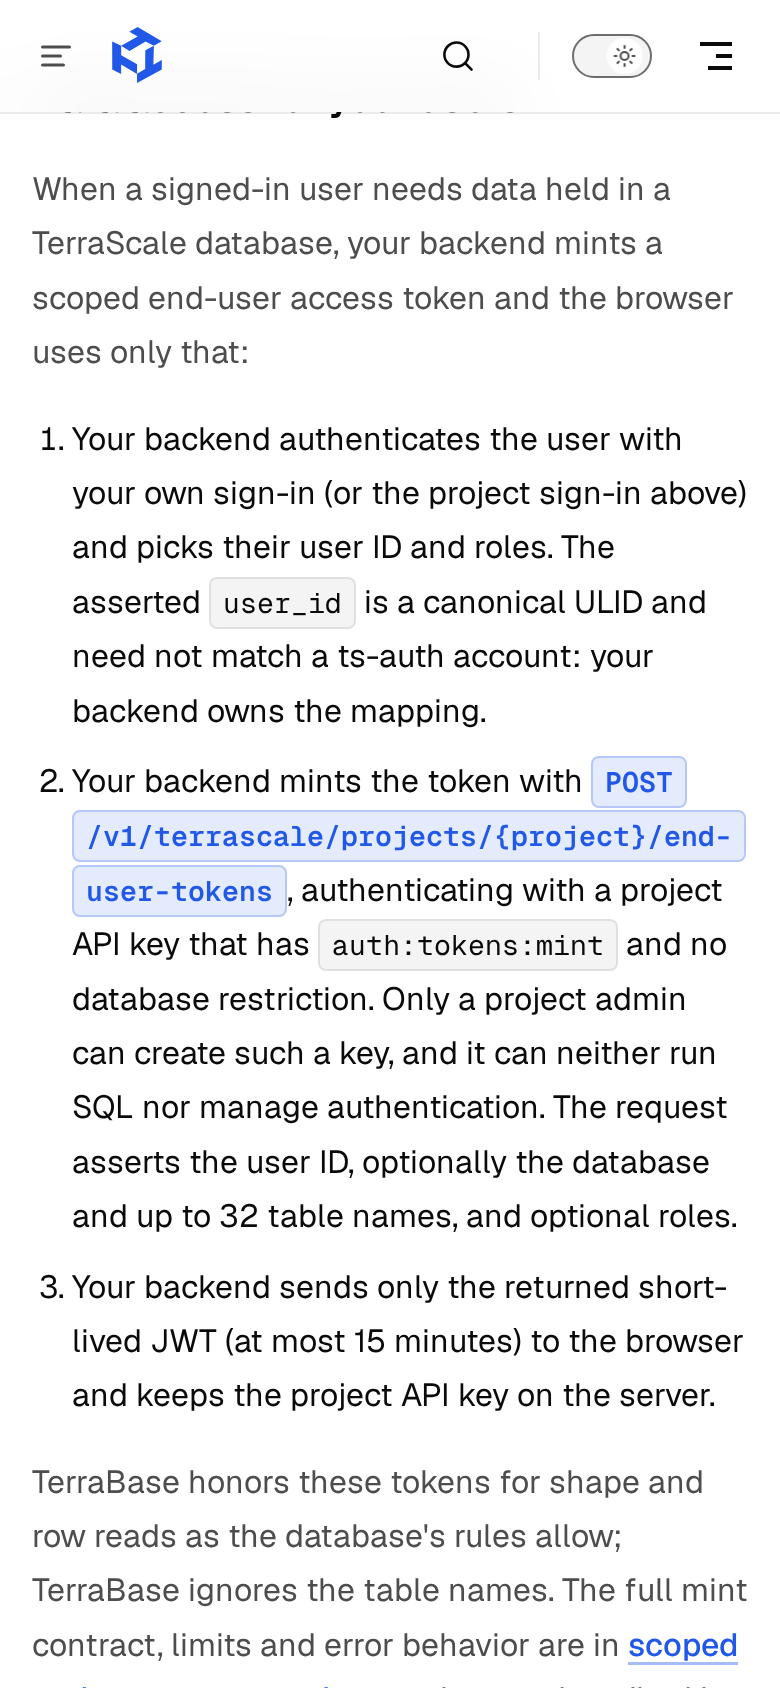 When a signed-in user needs data held in a
TerraScale database, your backend mints a
scoped end-user access token and the browser
uses only that:
1. Your backend authenticates the user with
your own sign-in (or the project sign-in above)
and picks their user ID and roles. The
asserted user_id is a canonical ULID and
need not match a ts-auth account: your
backend owns the mapping.
2. Your backend mints the token with POST
/v1/terrascale/projects/{project}/end-
user-tokens, authenticating with a project
API key that has auth:tokens:mint and no
database restriction. Only a project admin
can create such a key, and it can neither run
SQL nor manage authentication. The request
asserts the user ID, optionally the database
and up to 32 table names, and optional roles.
3. Your backend sends only the returned short-
lived JWT (at most 15 minutes) to the browser
and keeps the project API key on the server.
TerraBase honors these tokens for shape and
row reads as the database's rules allow;
TerraBase ignores the table names. The full mint
contract, limits and error behavior are in scoped